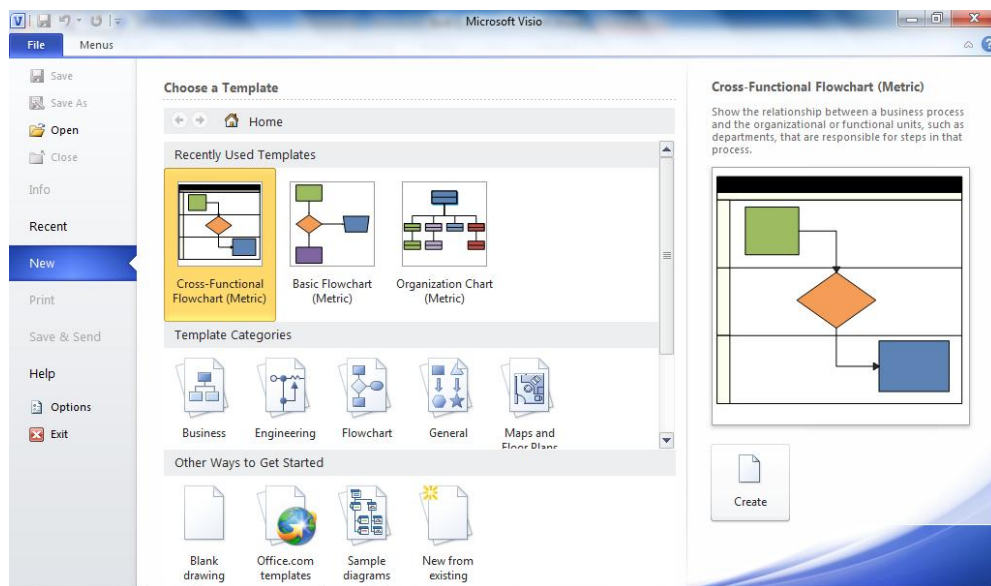 V
Microsoft Visio
File
Menus
?
Save
Save As
Open
Close
Info
Recent
New
Print
Save & Send
Help
Options
Exit
Choose a Template
Home
Recently Used Templates
Cross-Functional
Flowchart (Metric)
Basic Flowchart
(Metric)
Organization Chart
(Metric)
Template Categories
Business
Engineering
Flowchart
General
Maps and
Floor Plans
Other Ways to Get Started
Blank
drawing
Office.com
templates
Sample
diagrams
New from
existing
Cross-Functional Flowchart (Metric)
Show the relationship between a business process
and the organizational or functional units, such as
departments, that are responsible for steps in that
process.
Create